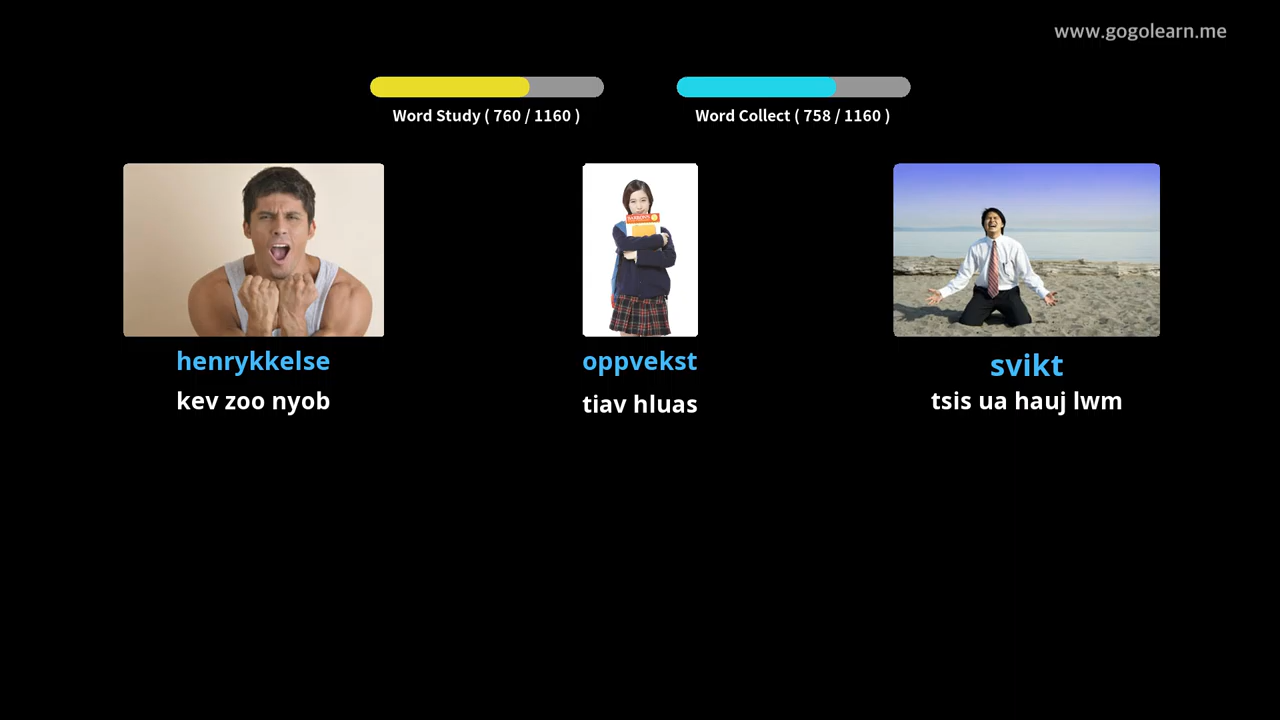 www.gogolearn.me
Word Study ( 760 / 1160 )
Word Collect ( 758 / 1160 )
BARRON'S
henrykkelse
oppvekst
svikt
kev zoo nyob
tiav hluas
tsis ua hauj lwm